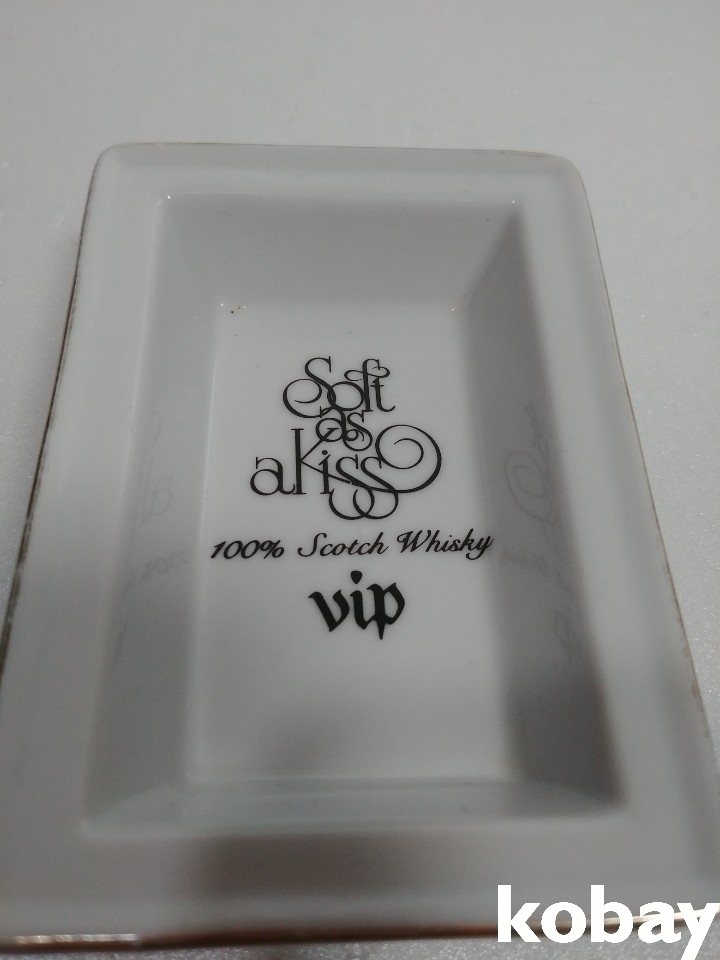 Soft
as
a Kiss
100% Scotch Whisky
vip
kobay